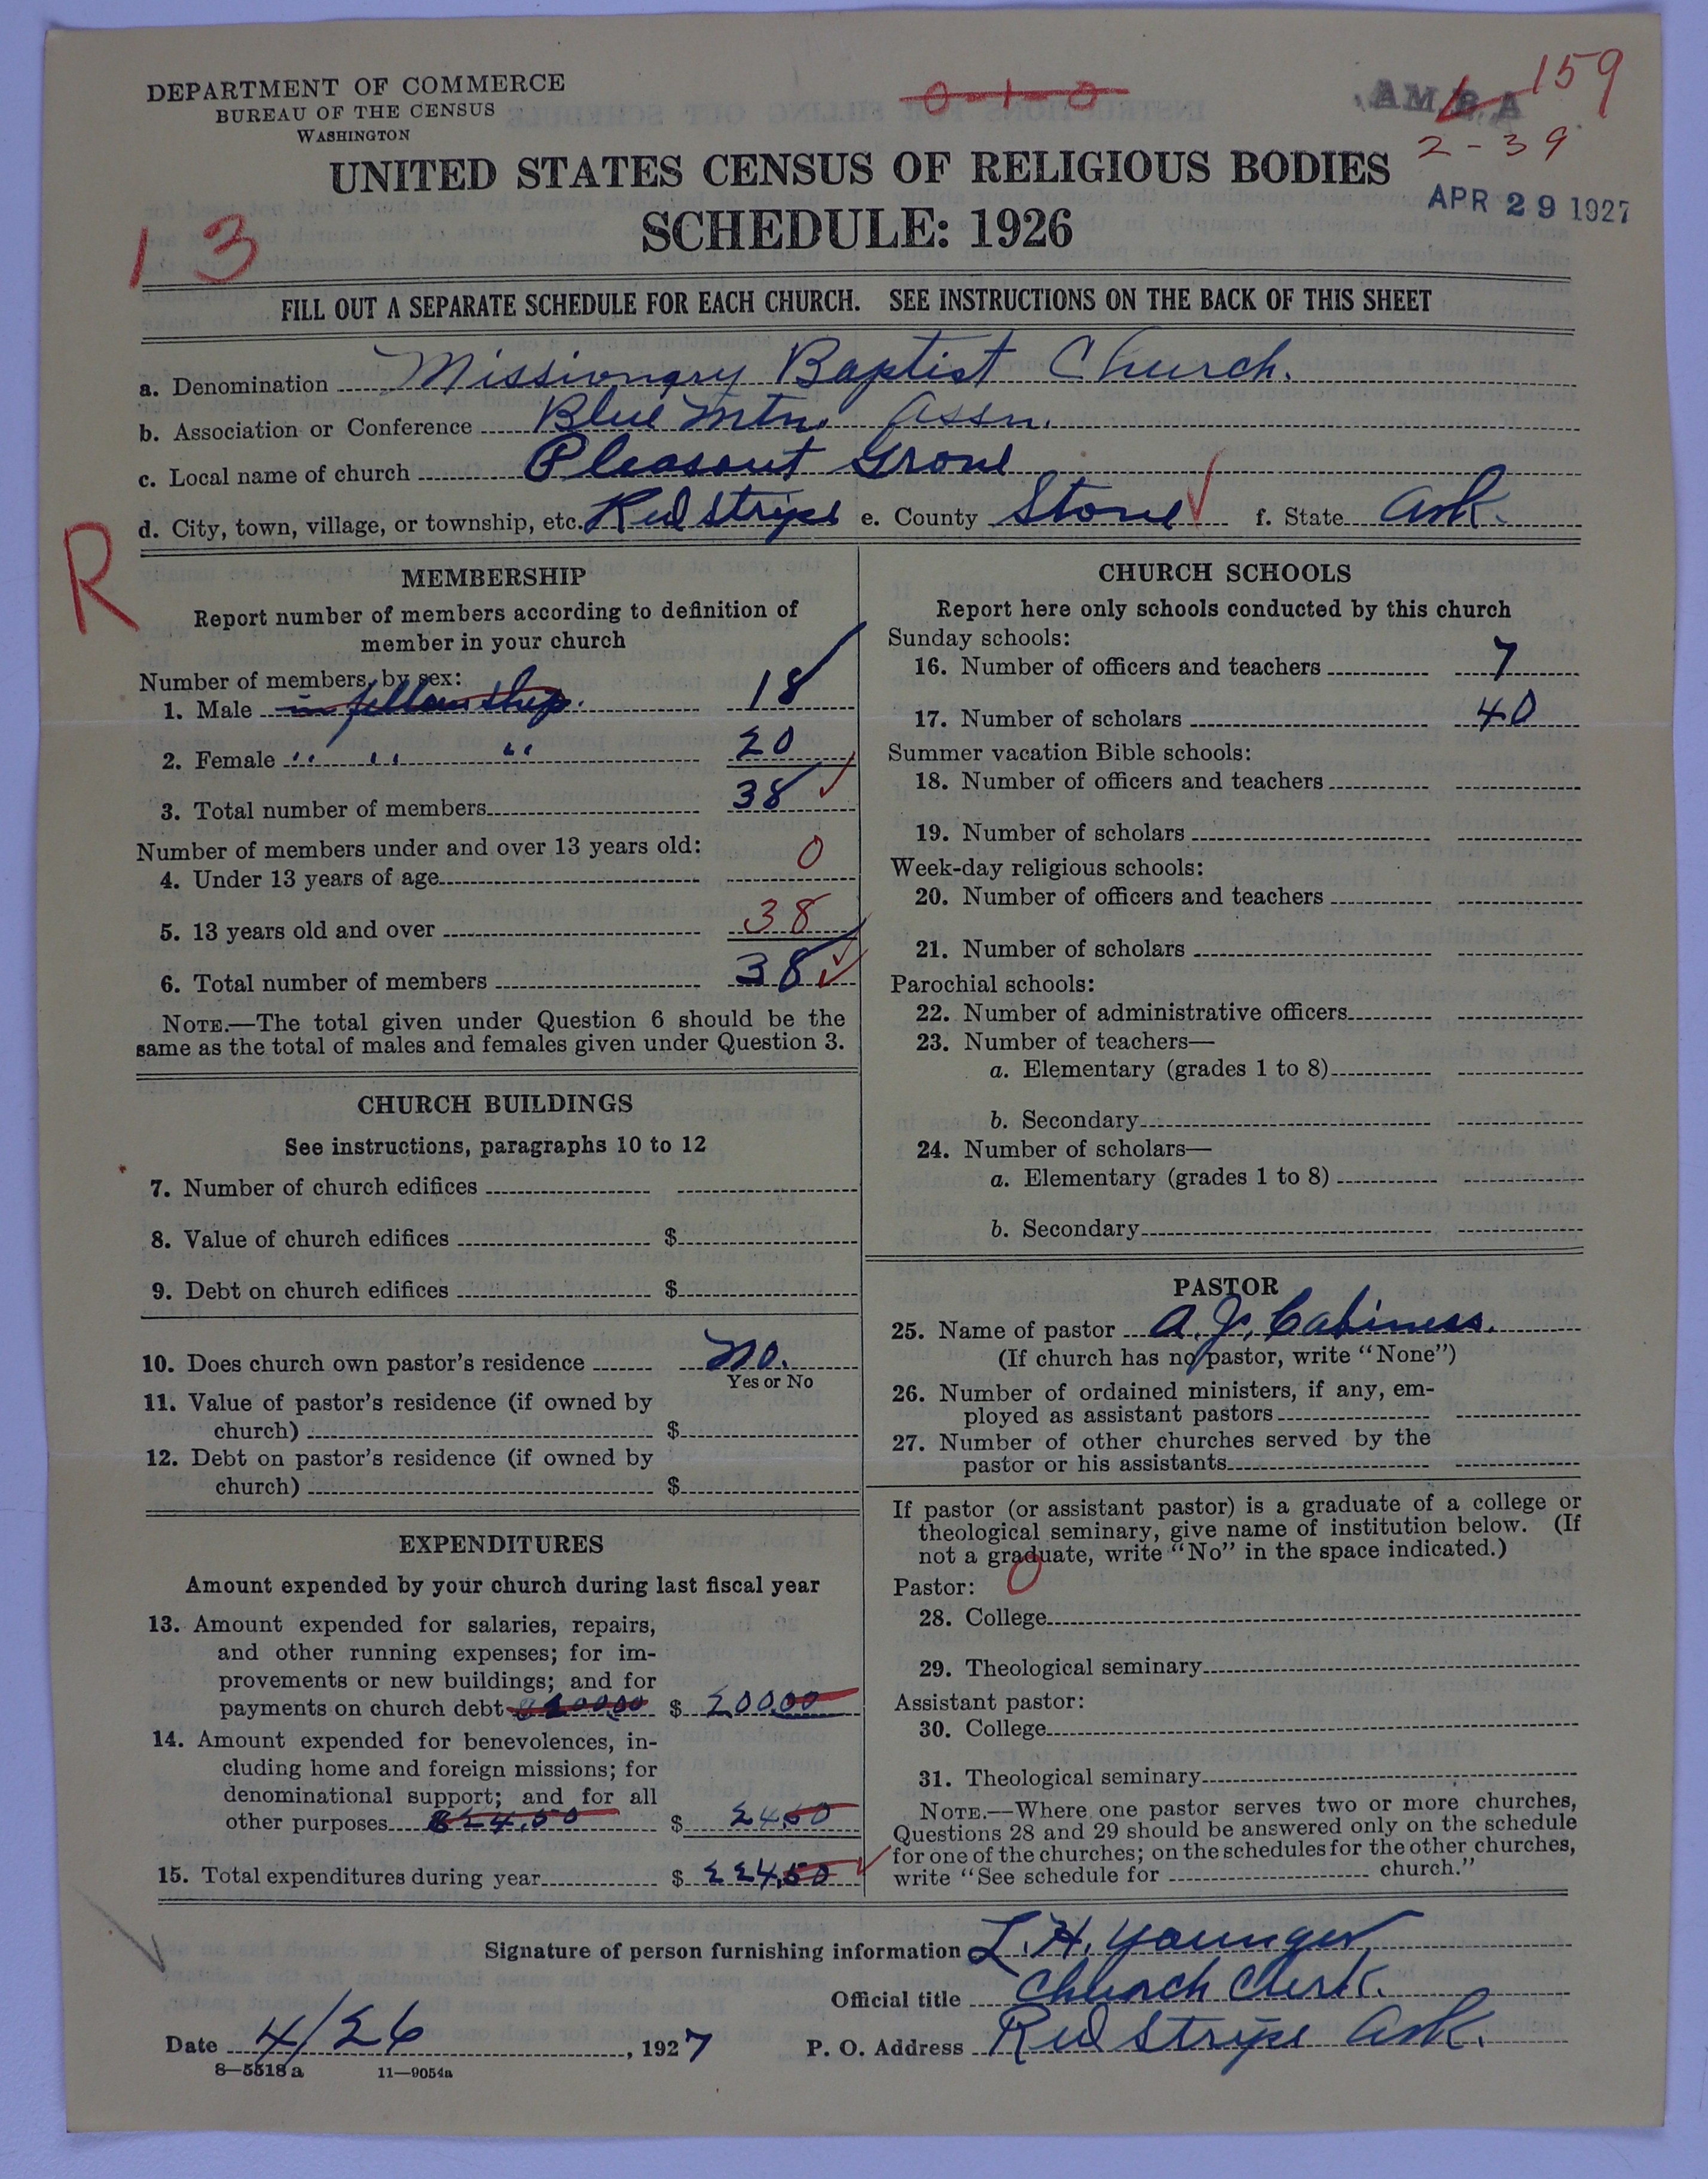 DEPARTMENT OF COMMERCE
BUREAU OF THE CENSUS
WASHINGTON
0-1-0
AM B A
159
2-39
UNITED STATES CENSUS OF RELIGIOUS BODIES
APR 29 1927
SCHEDULE: 1926
13
FILL OUT A SEPARATE SCHEDULE FOR EACH CHURCH. SEE INSTRUCTIONS ON THE BACK OF THIS SHEET
a. Denomination Missionary Baptist Church.
b. Association or Conference Blue Mtn. Assn.
c. Local name of church Pleasant Grove
d. City, town, village, or township, etc. Red Stripe e. County Stone f. State Ark.
R
MEMBERSHIP
Report number of members according to definition of
member in your church
Number of members, by sex:
1. Male in fellowship. 18
2. Female " " " 20
3. Total number of members 38
Number of members under and over 13 years old:
4. Under 13 years of age 0
5. 13 years old and over 38
6. Total number of members 38
NOTE.—The total given under Question 6 should be the
same as the total of males and females given under Question 3.
CHURCH BUILDINGS
See instructions, paragraphs 10 to 12
7. Number of church edifices
8. Value of church edifices $
9. Debt on church edifices $
10. Does church own pastor's residence No.
Yes or No
11. Value of pastor's residence (if owned by
church) $
12. Debt on pastor's residence (if owned by
church) $
EXPENDITURES
Amount expended by your church during last fiscal year
13. Amount expended for salaries, repairs,
and other running expenses; for im-
provements or new buildings; and for
payments on church debt $ 200.00
14. Amount expended for benevolences, in-
cluding home and foreign missions; for
denominational support; and for all
other purposes $24.50 $ 24.50
15. Total expenditures during year $ 224.50
CHURCH SCHOOLS
Report here only schools conducted by this church
Sunday schools:
16. Number of officers and teachers 7
17. Number of scholars 40
Summer vacation Bible schools:
18. Number of officers and teachers
19. Number of scholars
Week-day religious schools:
20. Number of officers and teachers
21. Number of scholars
Parochial schools:
22. Number of administrative officers
23. Number of teachers—
a. Elementary (grades 1 to 8)
b. Secondary
24. Number of scholars—
a. Elementary (grades 1 to 8)
b. Secondary
PASTOR
25. Name of pastor A. J. Cabiness.
(If church has no pastor, write "None")
26. Number of ordained ministers, if any, em-
ployed as assistant pastors
27. Number of other churches served by the
pastor or his assistants
If pastor (or assistant pastor) is a graduate of a college or
theological seminary, give name of institution below. (If
not a graduate, write "No" in the space indicated.)
Pastor: 0
28. College
29. Theological seminary
Assistant pastor:
30. College
31. Theological seminary
NOTE.—Where one pastor serves two or more churches,
Questions 28 and 29 should be answered only on the schedule
for one of the churches; on the schedules for the other churches,
write "See schedule for church."
Signature of person furnishing information L. H. Younger
Official title Church Clerk.
Date 4/26, 1927 P. O. Address Red Stripe Ark.
8—5518a 11—9054a